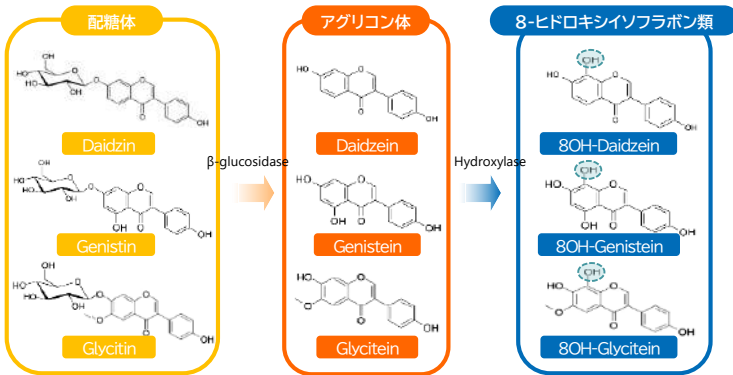 配糖体
アグリコン体
8-ヒドロキシイソフラボン類
Daidzin
Daidzein
8OH-Daidzein
β-glucosidase
Hydroxylase
Genistin
Genistein
8OH-Genistein
Glycitin
Glycitein
8OH-Glycitein